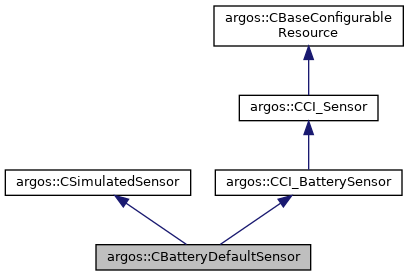 argos::CBaseConfigurable
Resource
argos::CCI_Sensor
argos::CSimulatedSensor
argos::CCI_BatterySensor
argos::CBatteryDefaultSensor